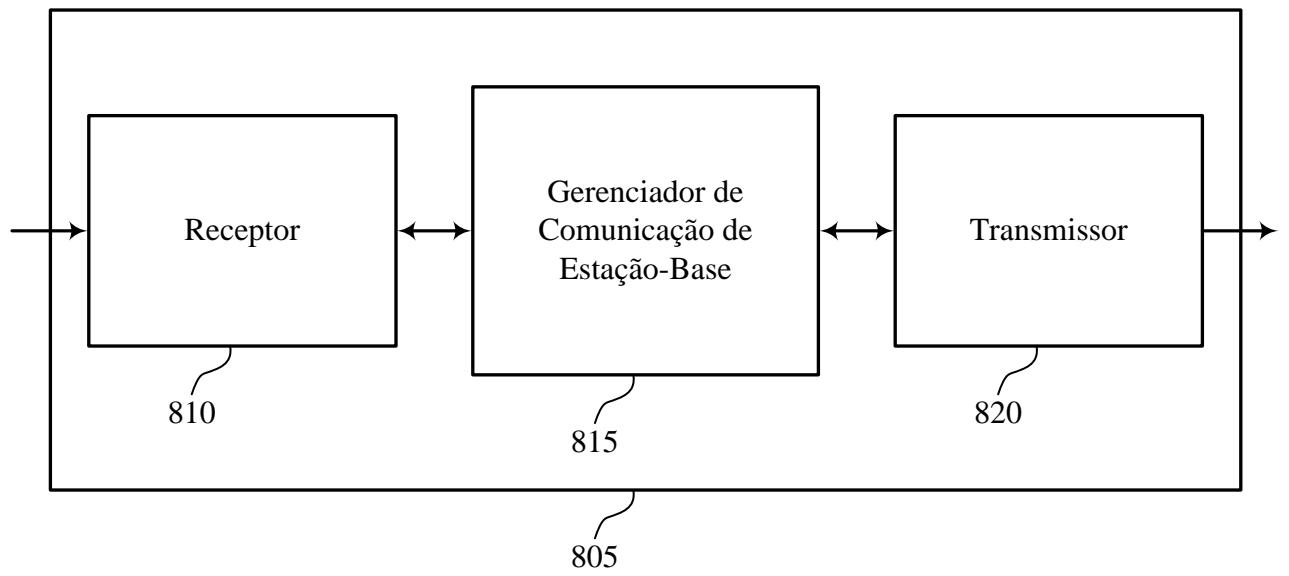 Receptor
Gerenciador de
Comunicação de
Estação-Base
Transmissor
810
815
820
805